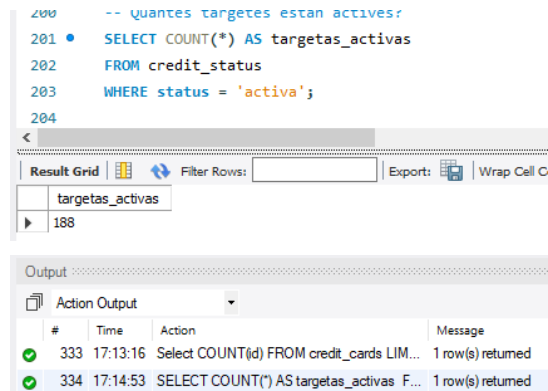 200 -- Quantes targetes estan actives?
201 SELECT COUNT(*) AS targetas_activas
202 FROM credit_status
203 WHERE status = 'activa';
204
Result Grid Filter Rows: Export: Wrap Cell Co
targetas_activas
188
Output
Action Output
# Time Action Message
333 17:13:16 Select COUNT(id) FROM credit_cards LIM... 1 row(s) returned
334 17:14:53 SELECT COUNT(*) AS targetas_activas F... 1 row(s) returned